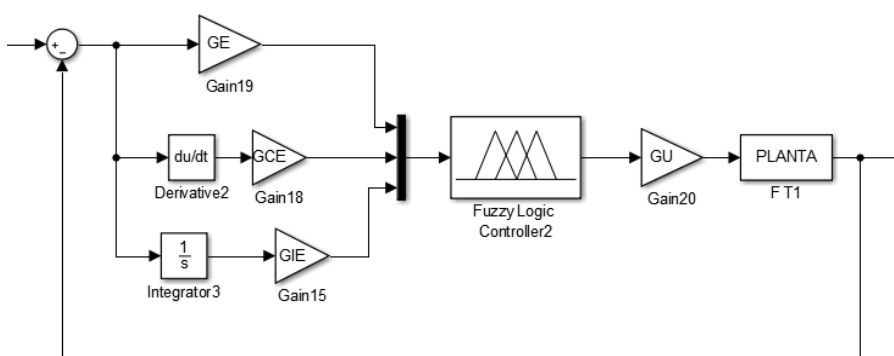 +
−
GE
Gain19
du/dt
Derivative2
GCE
Gain18
1
s
Integrator3
GIE
Gain15
Fuzzy Logic
Controller2
GU
Gain20
PLANTA
F T1